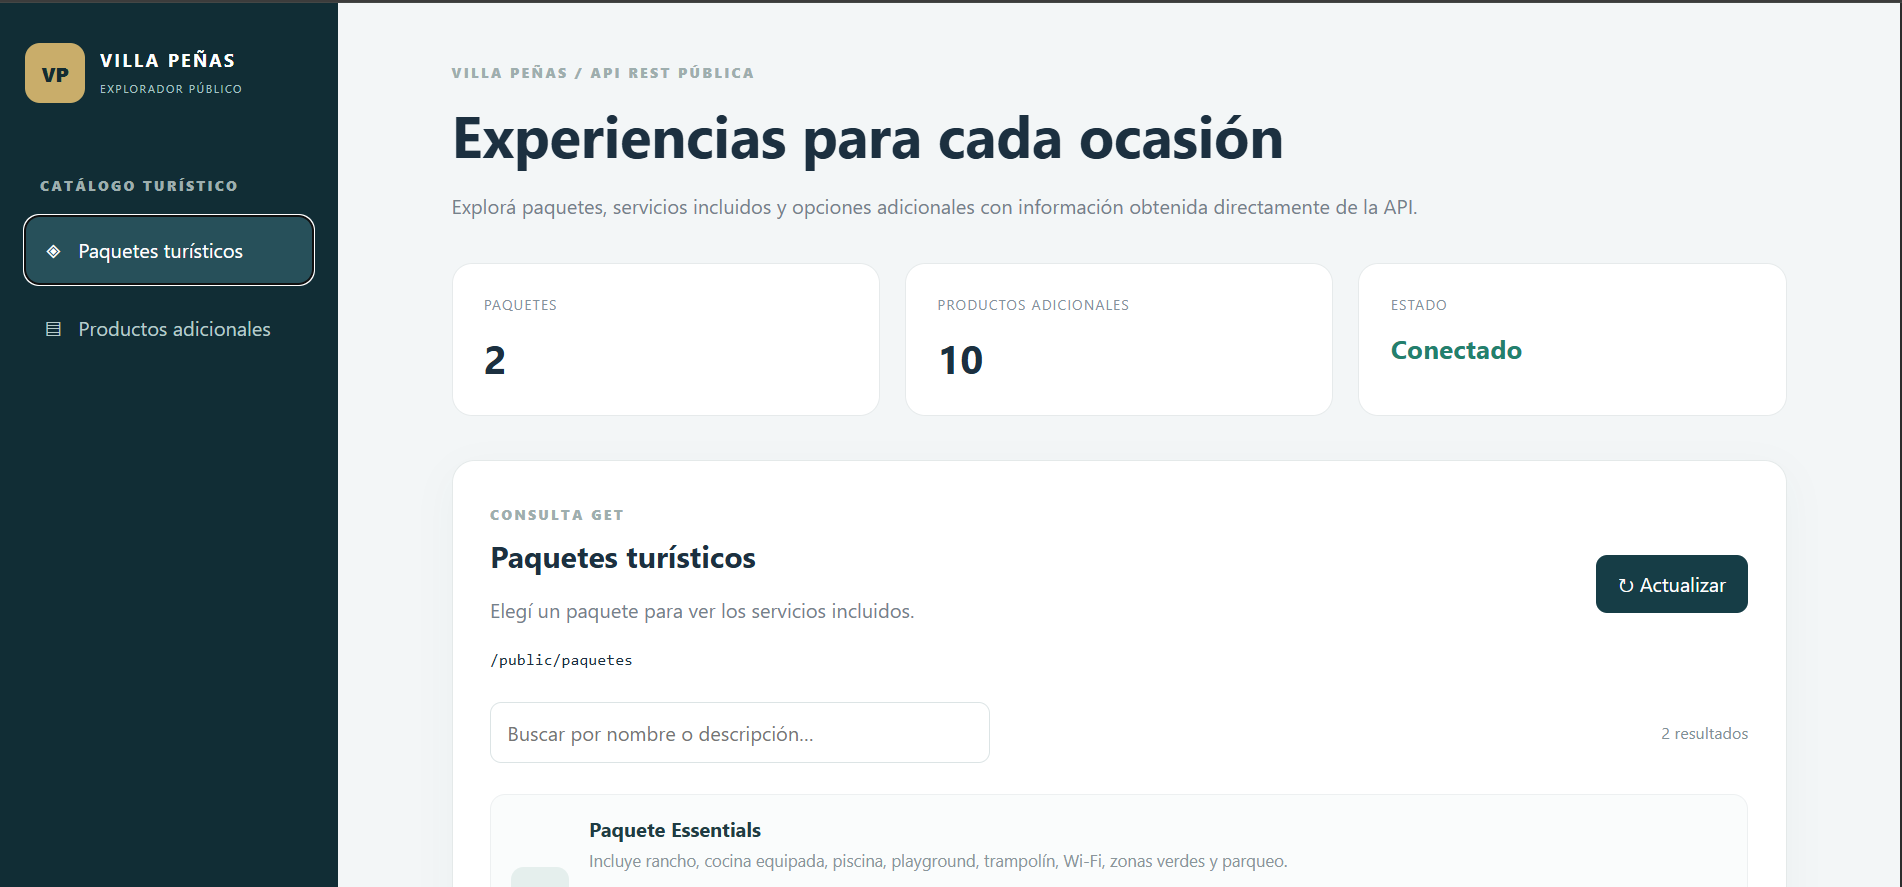 VP
VILLA PEÑAS
EXPLORADOR PÚBLICO
CATÁLOGO TURÍSTICO
Paquetes turísticos
Productos adicionales
VILLA PEÑAS / API REST PÚBLICA
Experiencias para cada ocasión
Explorá paquetes, servicios incluidos y opciones adicionales con información obtenida directamente de la API.
PAQUETES
2
PRODUCTOS ADICIONALES
10
ESTADO
Conectado
CONSULTA GET
Paquetes turísticos
Elegí un paquete para ver los servicios incluidos.
/public/paquetes
↻ Actualizar
Buscar por nombre o descripción...
2 resultados
Paquete Essentials
Incluye rancho, cocina equipada, piscina, playground, trampolín, Wi-Fi, zonas verdes y parqueo.